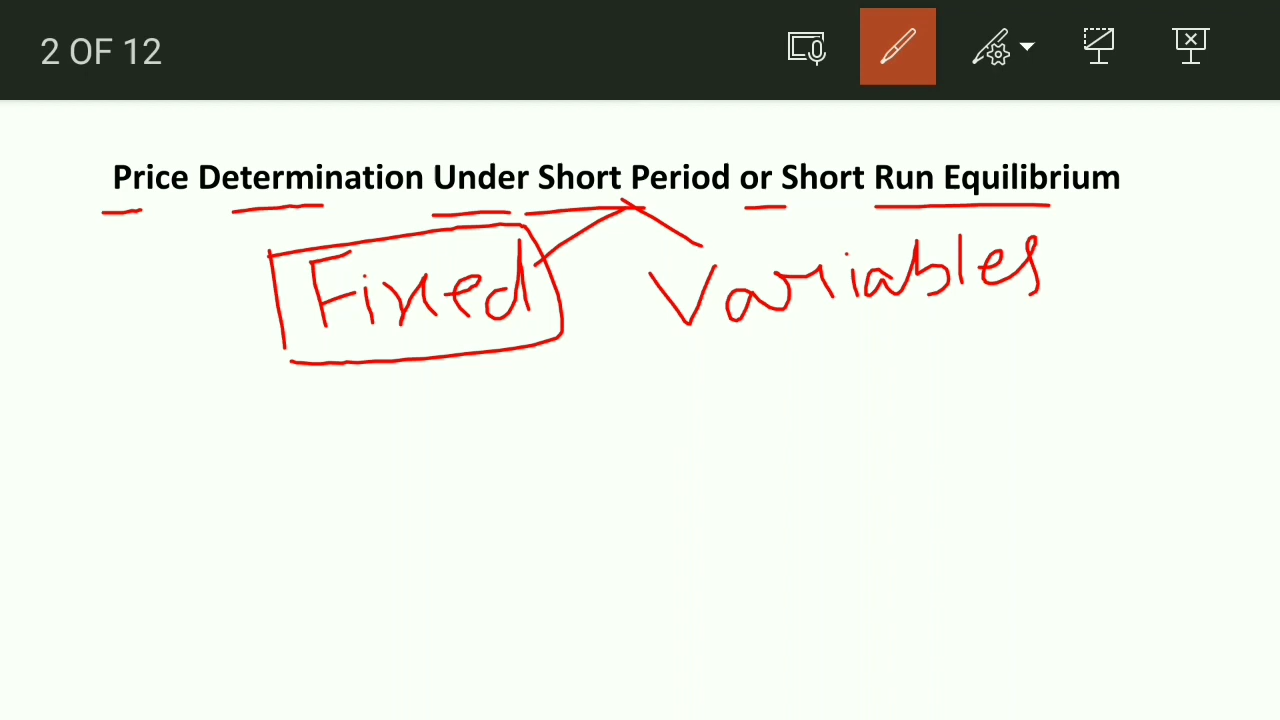 2 OF 12
Price Determination Under Short Period or Short Run Equilibrium
Fixed Variables